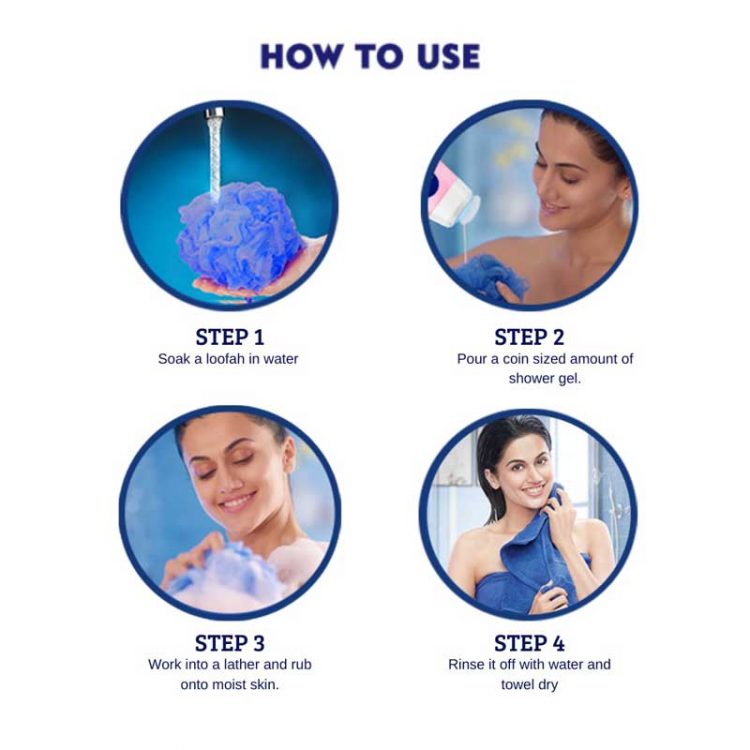 HOW TO USE
STEP 1
Soak a loofah in water
STEP 2
Pour a coin sized amount of
shower gel.
STEP 3
Work into a lather and rub
onto moist skin.
STEP 4
Rinse it off with water and
towel dry